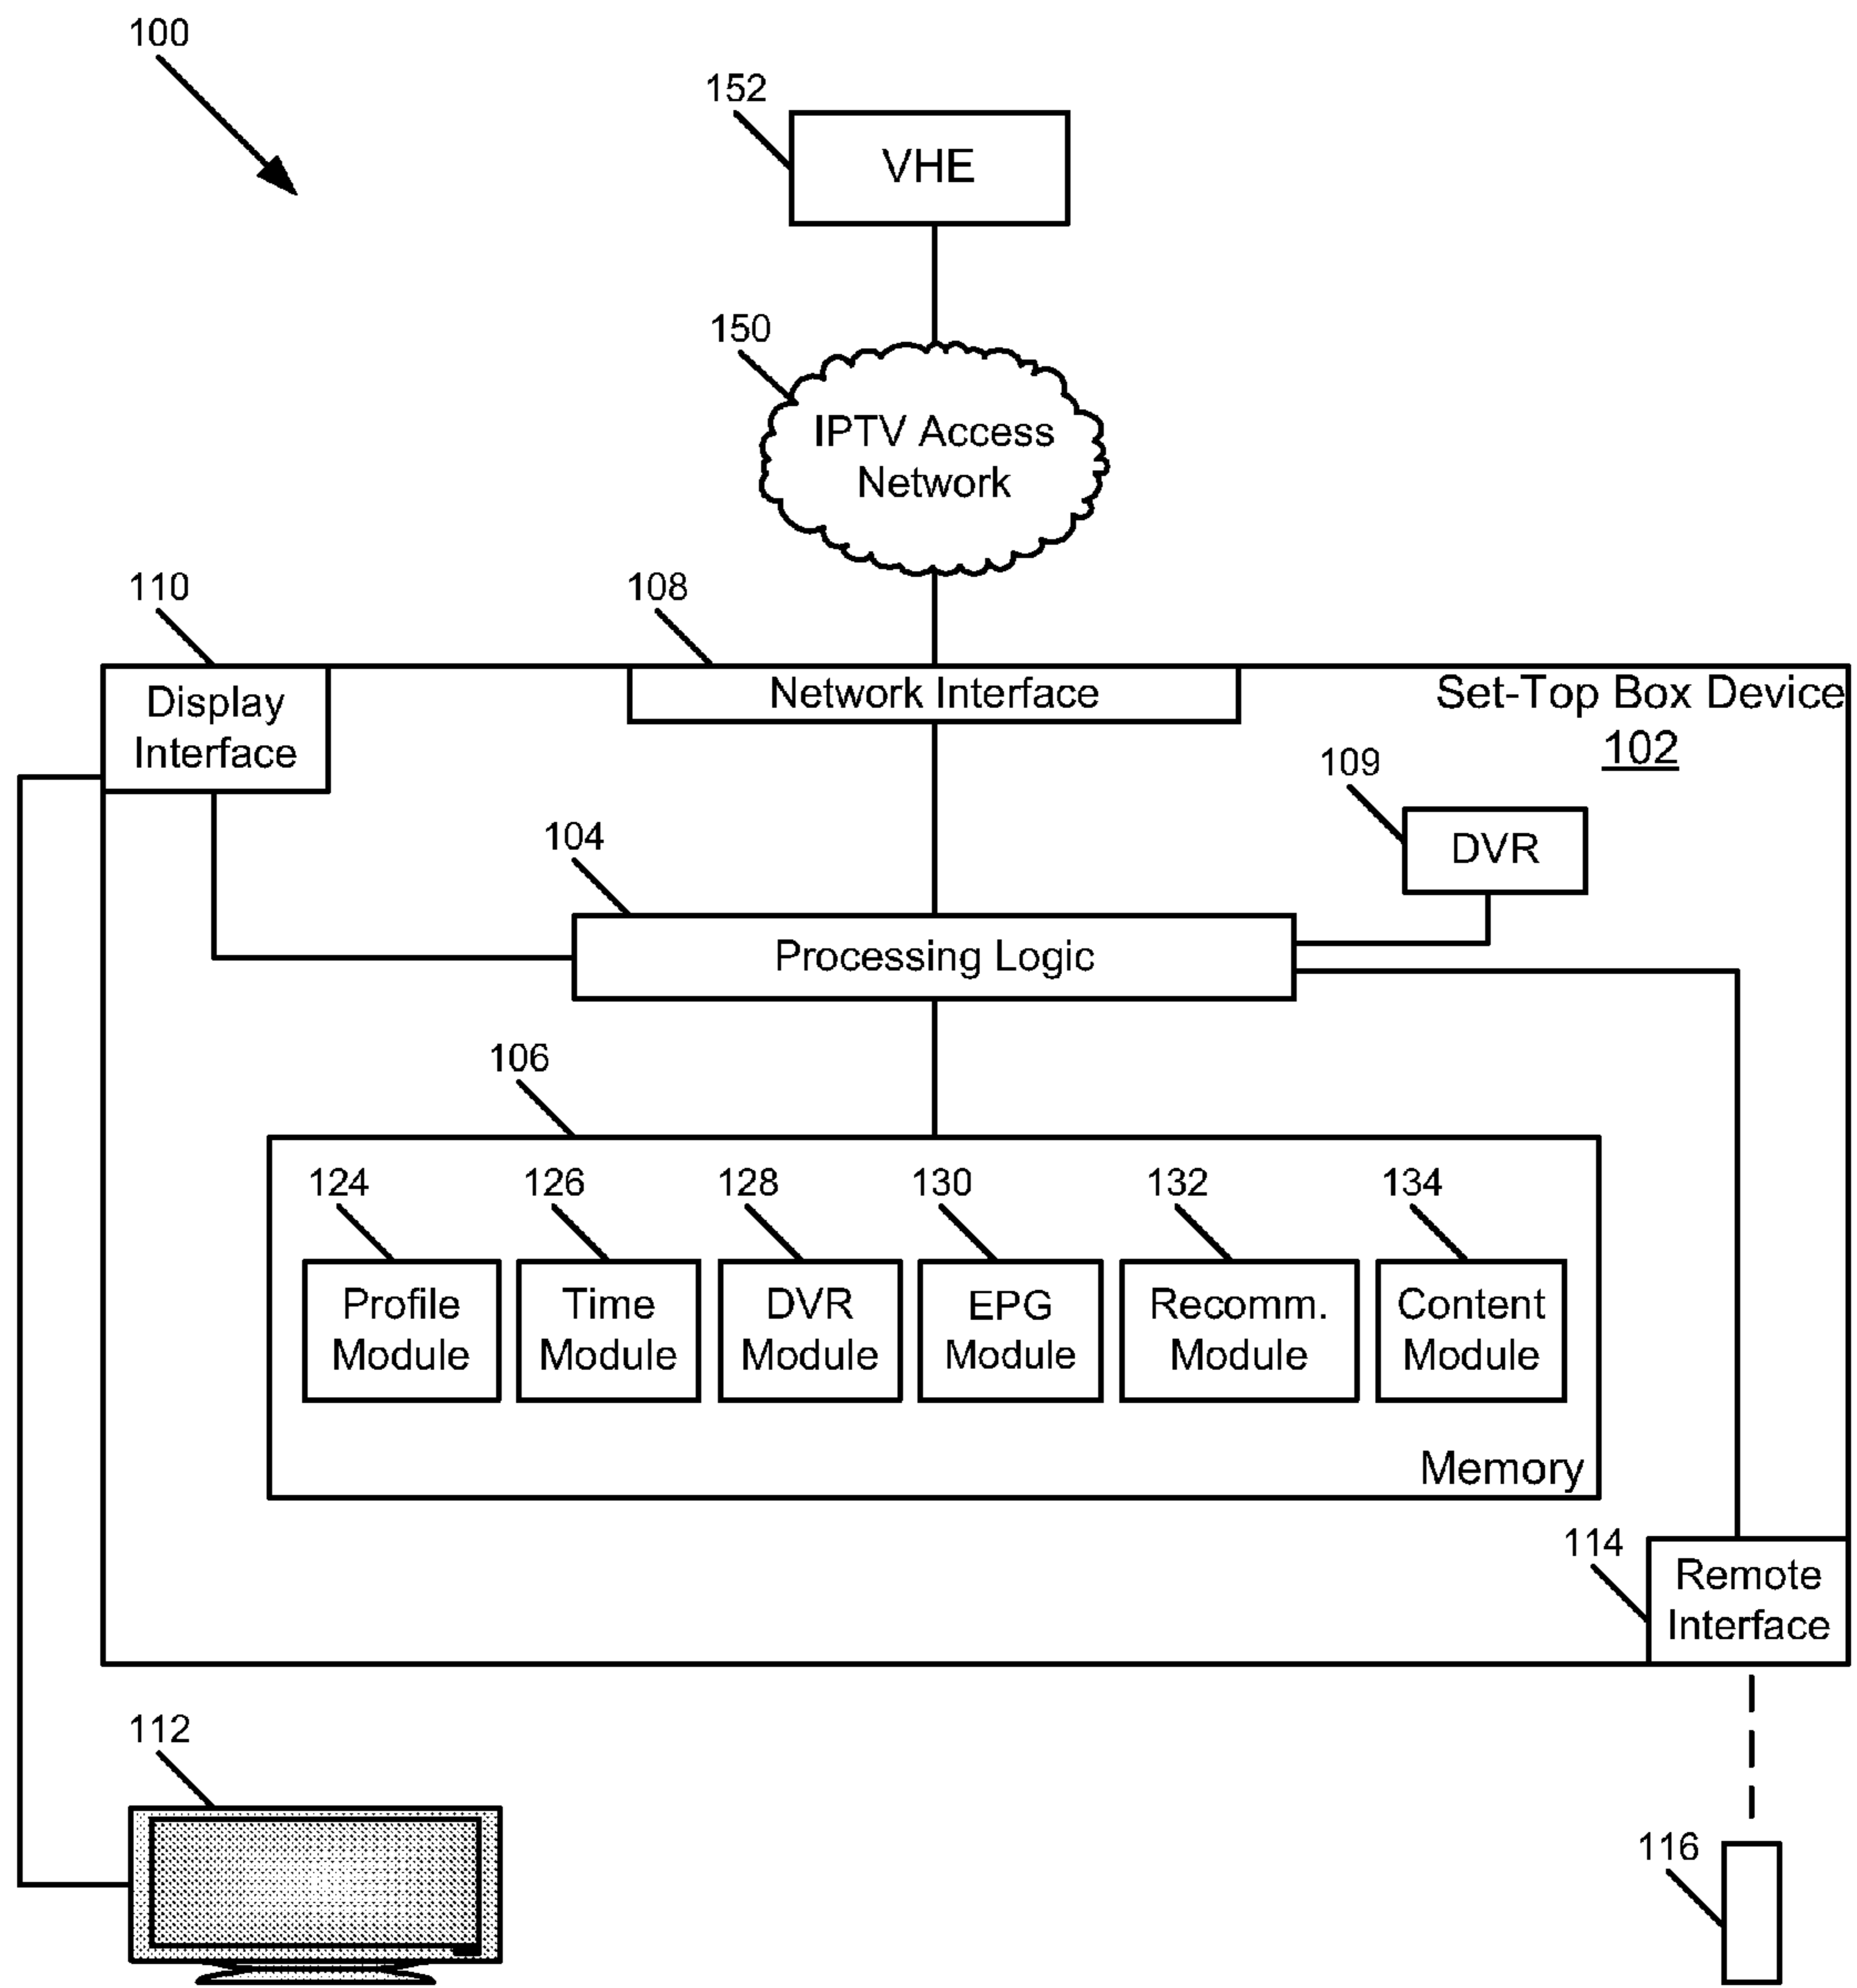 100
152
VHE
150
IPTV Access
Network
110
108
Display
Interface
Network Interface
Set-Top Box Device
102
109
DVR
104
Processing Logic
106
124
126
128
130
132
134
Profile
Module
Time
Module
DVR
Module
EPG
Module
Recomm.
Module
Content
Module
Memory
114
Remote
Interface
112
116